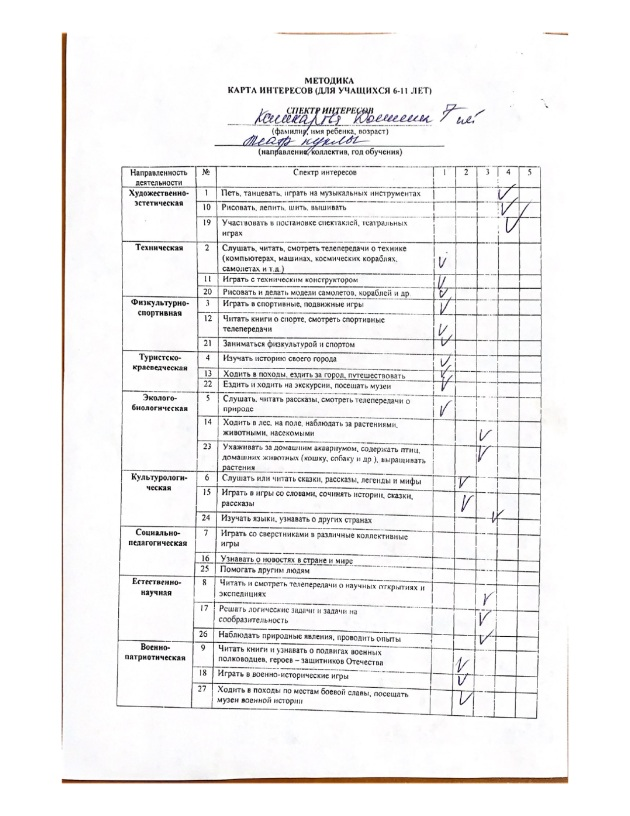 МЕТОДИКА
КАРТА ИНТЕРЕСОВ (ДЛЯ УЧАЩИХСЯ 6-11 ЛЕТ)
СПЕКТР ИНТЕРЕСОВ
7 лет
(фамилия, имя ребенка, возраст)
театр куклы
(направление, коллектив, год обучения)
Направленность деятельности № Спектр интересов 1 2 3 4 5
Художественно-эстетическая 1 Петь, танцевать, играть на музыкальных инструментах
10 Рисовать, лепить, шить, вышивать
19 Участвовать в постановке спектаклей, театральных
играх
Техническая 2 Слушать, читать, смотреть телепередачи о технике
(компьютерах, машинах, космических кораблях,
самолетах и т.д.)
11 Играть с техническим конструктором
20 Рисовать и делать модели самолетов, кораблей и др
Физкультурно-спортивная 3 Играть в спортивные, подвижные игры
12 Читать книги о спорте, смотреть спортивные
телепередачи
21 Заниматься физкультурой и спортом
Туристско-краеведческая 4 Изучать историю своего города
13 Ходить в походы, ездить за город, путешествовать
22 Ездить и ходить на экскурсии, посещать музеи
Эколого-биологическая 5 Слушать, читать рассказы, смотреть телепередачи о
природе
14 Ходить в лес, на поле, наблюдать за растениями,
животными, насекомыми
23 Ухаживать за домашним аквариумом, содержать птиц,
домашних животных (кошку, собаку и др.), выращивать
растения
Культурологи-ческая 6 Слушать или читать сказки, рассказы, легенды и мифы
15 Играть в игры со словами, сочинять истории, сказки,
рассказы
24 Изучать языки, узнавать о других странах
Социально-педагогическая 7 Играть со сверстниками в различные коллективные
игры
16 Узнавать о новостях в стране и мире
25 Помогать другим людям
Естественно-научная 8 Читать и смотреть телепередачи о научных открытиях и
экспедициях
17 Решать логические задачи и задачи на
сообразительность
26 Наблюдать природные явления, проводить опыты
Военно-патриотическая 9 Читать книги и узнавать о подвигах военных
полководцев, героев – защитников Отечества
18 Играть в военно-исторические игры
27 Ходить в походы по местам боевой славы, посещать
музеи военной истории